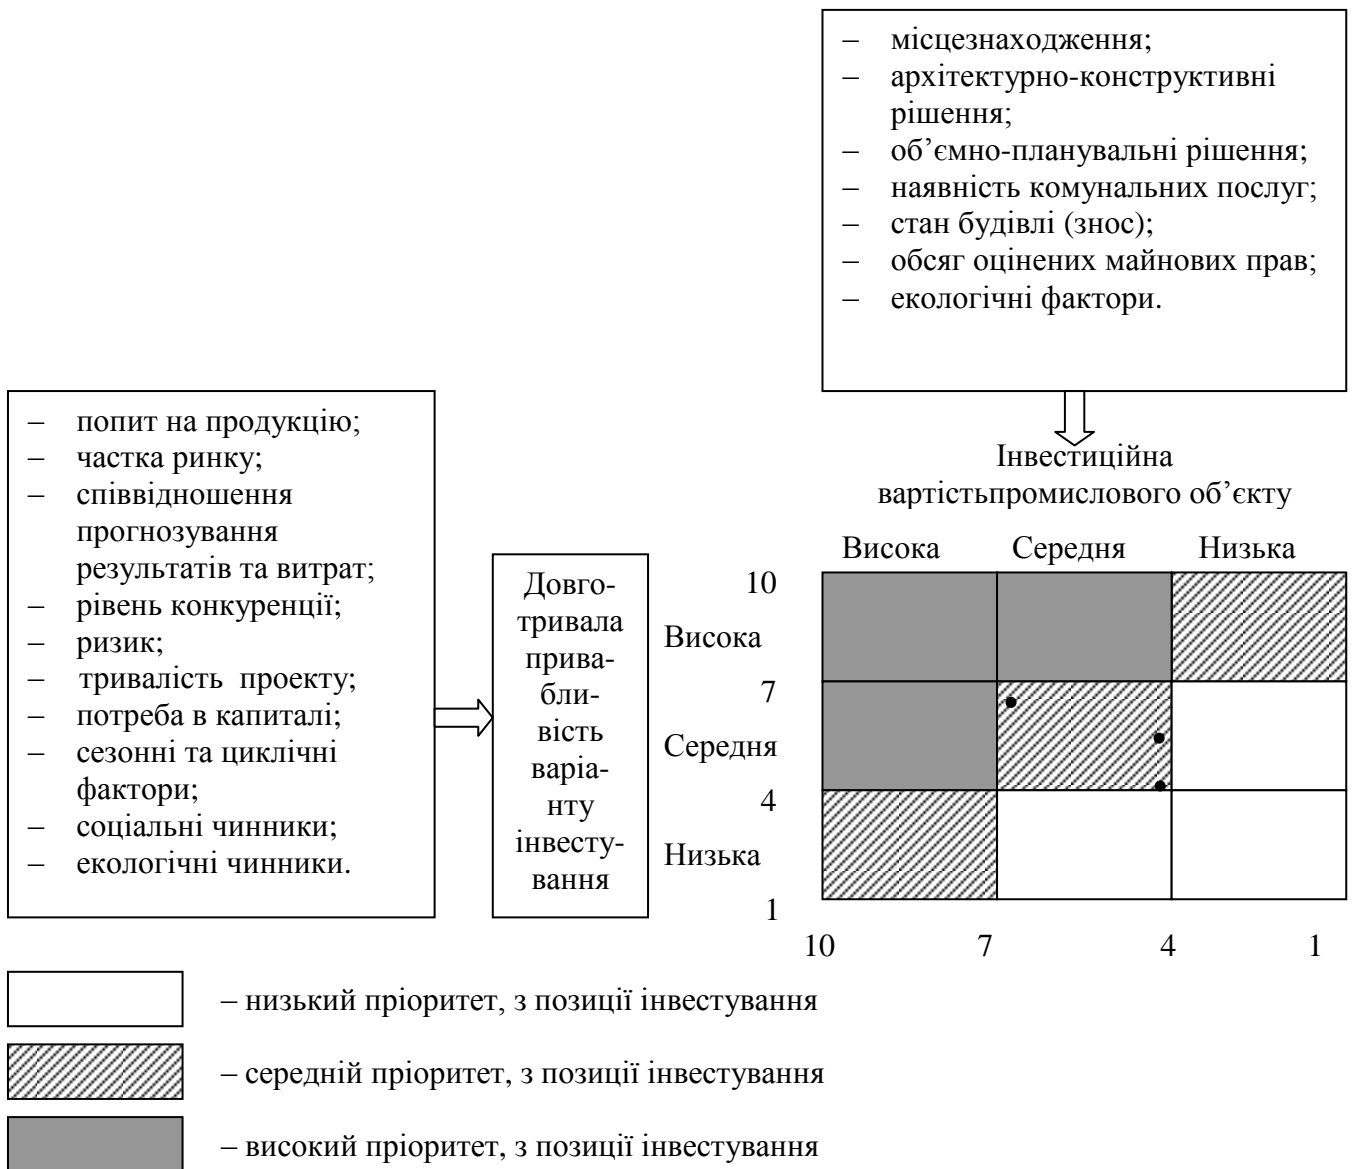 – місцезнаходження;
– архітектурно-конструктивні
рішення;
– об’ємно-планувальні рішення;
– наявність комунальних послуг;
– стан будівлі (знос);
– обсяг оцінених майнових прав;
– екологічні фактори.
– попит на продукцію;
– частка ринку;
– співвідношення
прогнозування
результатів та витрат;
– рівень конкуренції;
– ризик;
– тривалість проекту;
– потреба в капиталі;
– сезонні та циклічні
фактори;
– соціальні чинники;
– екологічні чинники.
Довго-
тривала
прива-
бли-
вість
варіа-
нту
інвесту-
вання
Інвестиційна
вартістьпромислового об’єкту
Висока Середня Низька
10
Висока
7
Середня
4
Низька
1
10 7 4 1
– низький пріоритет, з позиції інвестування
– середній пріоритет, з позиції інвестування
– високий пріоритет, з позиції інвестування